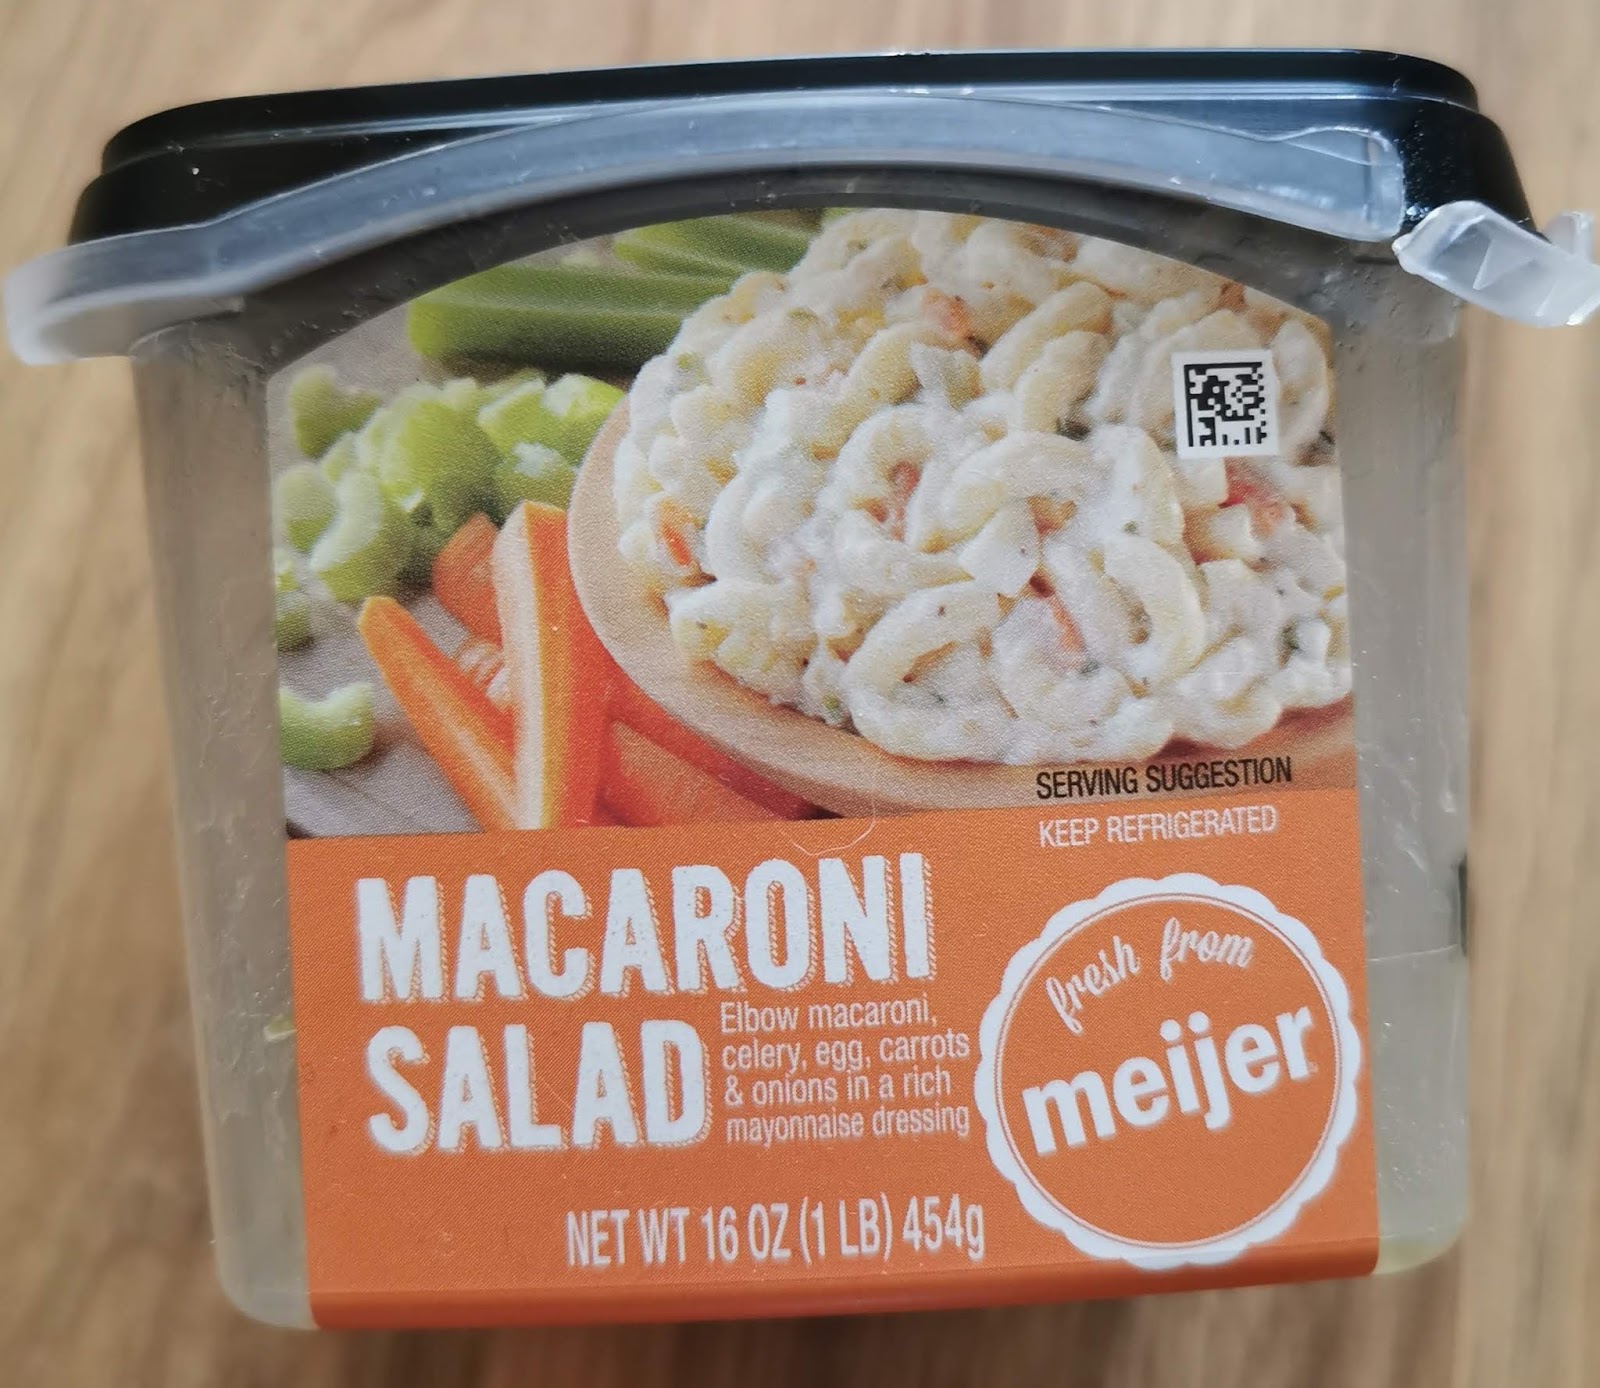 SERVING SUGGESTION
KEEP REFRIGERATED
MACARONI
SALAD
Elbow macaroni,
celery, egg, carrots
& onions in a rich
mayonnaise dressing
fresh from
meijer
NET WT 16 OZ (1 LB) 454g